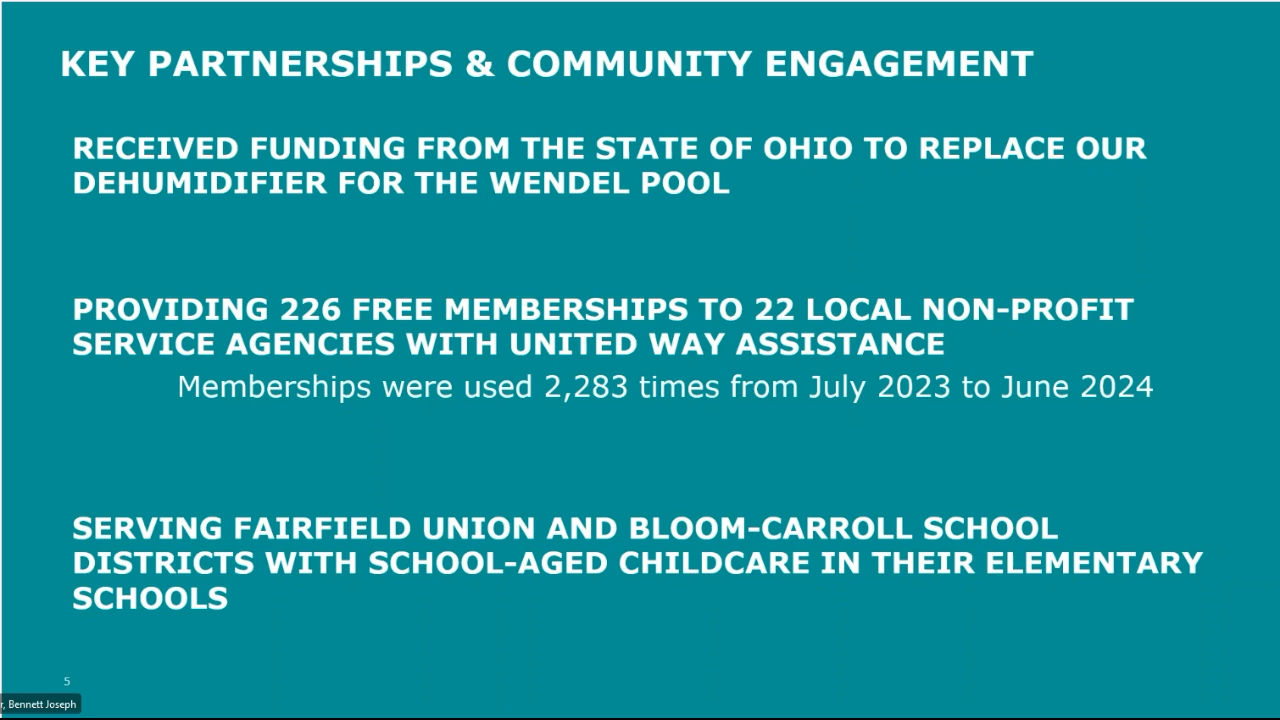 KEY PARTNERSHIPS & COMMUNITY ENGAGEMENT
RECEIVED FUNDING FROM THE STATE OF OHIO TO REPLACE OUR
DEHUMIDIFIER FOR THE WENDEL POOL
PROVIDING 226 FREE MEMBERSHIPS TO 22 LOCAL NON-PROFIT
SERVICE AGENCIES WITH UNITED WAY ASSISTANCE
Memberships were used 2,283 times from July 2023 to June 2024
SERVING FAIRFIELD UNION AND BLOOM-CARROLL SCHOOL
DISTRICTS WITH SCHOOL-AGED CHILDCARE IN THEIR ELEMENTARY
SCHOOLS
5
, Bennett Joseph